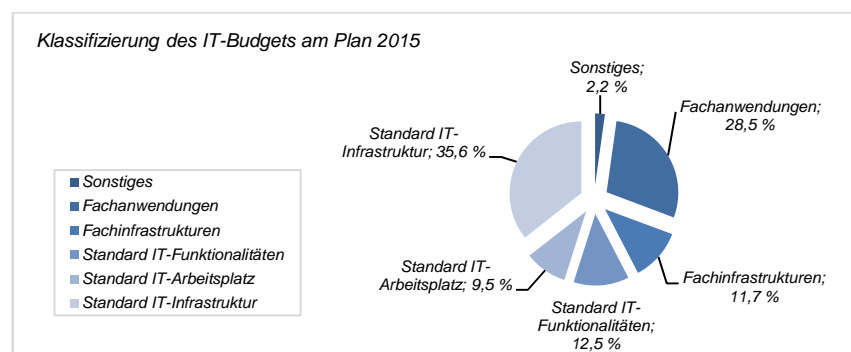 Klassifizierung des IT-Budgets am Plan 2015
Sonstiges;
2,2 %
Fachanwendungen;
28,5 %
Standard IT-
Infrastruktur; 35,6 %
Sonstiges
Fachanwendungen
Fachinfrastrukturen
Standard IT-Funktionalitäten
Standard IT-Arbeitsplatz
Standard IT-Infrastruktur
Standard IT-
Arbeitsplatz; 9,5 %
Fachinfrastrukturen;
11,7 %
Standard IT-
Funktionalitäten;
12,5 %